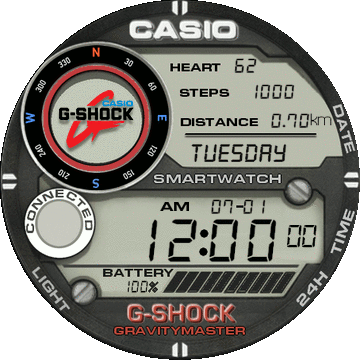 CASIO
N
30
60
E
120
150
S
210
240
W
300
330
CASIO
G-SHOCK
HEART 62
STEPS 1000
DISTANCE 0.70km
TUESDAY
DATE
SMARTWATCH
CONNECTED
AM 07-01
12:00 00
TIME
BATTERY
100%
LIGHT
24H
G-SHOCK
GRAVITYMASTER